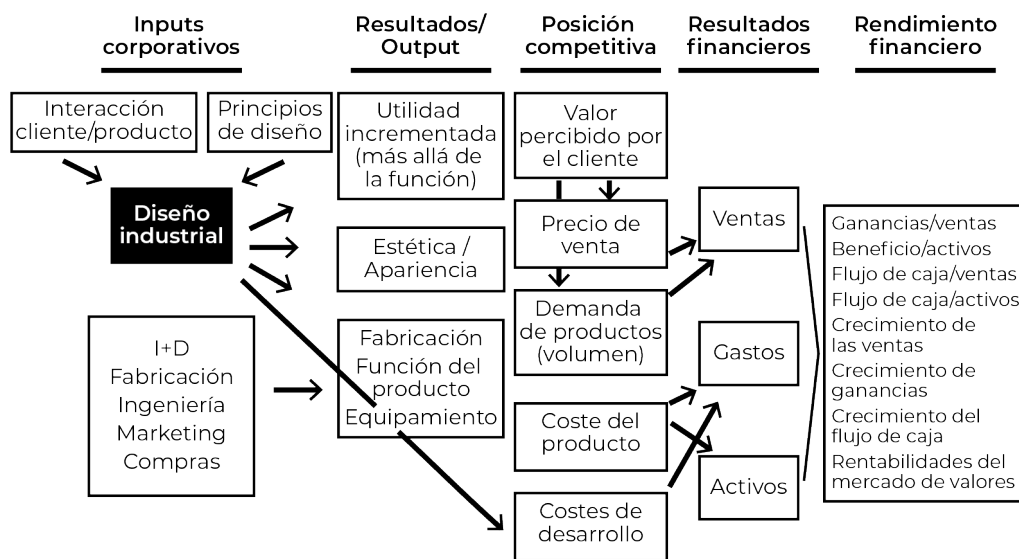 Inputs
corporativos
Resultados/
Output
Posición
competitiva
Resultados
financieros
Rendimiento
financiero
Interacción
cliente/producto
Principios
de diseño
Diseño
industrial
I+D
Fabricación
Ingeniería
Marketing
Compras
Utilidad
incrementada
(más allá de
la función)
Estética /
Apariencia
Fabricación
Función del
producto
Equipamiento
Valor
percibido por
el cliente
Precio de
venta
Demanda
de productos
(volumen)
Coste del
producto
Costes de
desarrollo
Ventas
Gastos
Activos
Ganancias/ventas
Beneficio/activos
Flujo de caja/ventas
Flujo de caja/activos
Crecimiento de
las ventas
Crecimiento de
ganancias
Crecimiento del
flujo de caja
Rentabilidades del
mercado de valores